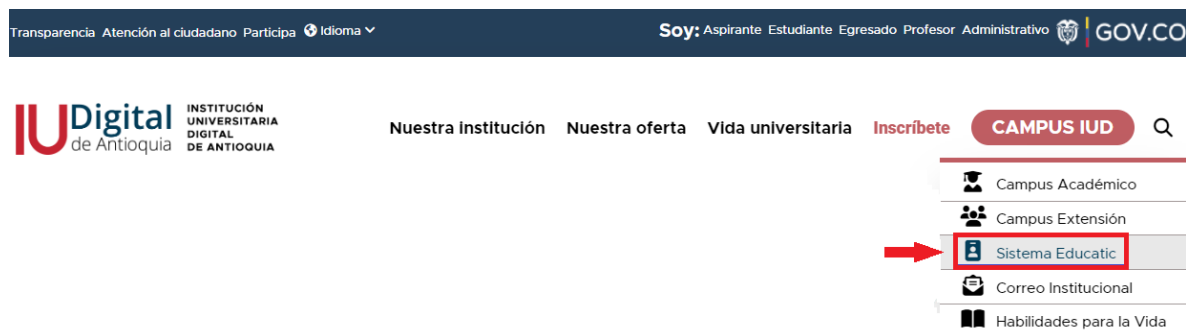 Transparencia Atención al ciudadano Participa Idioma Soy: Aspirante Estudiante Egresado Profesor Administrativo GOV.CO
IUDigital de Antioquia
INSTITUCIÓN
UNIVERSITARIA
DIGITAL
DE ANTIOQUIA
Nuestra institución Nuestra oferta Vida universitaria Inscríbete CAMPUS IUD
Campus Académico
Campus Extensión
Sistema Educatic
Correo Institucional
Habilidades para la Vida